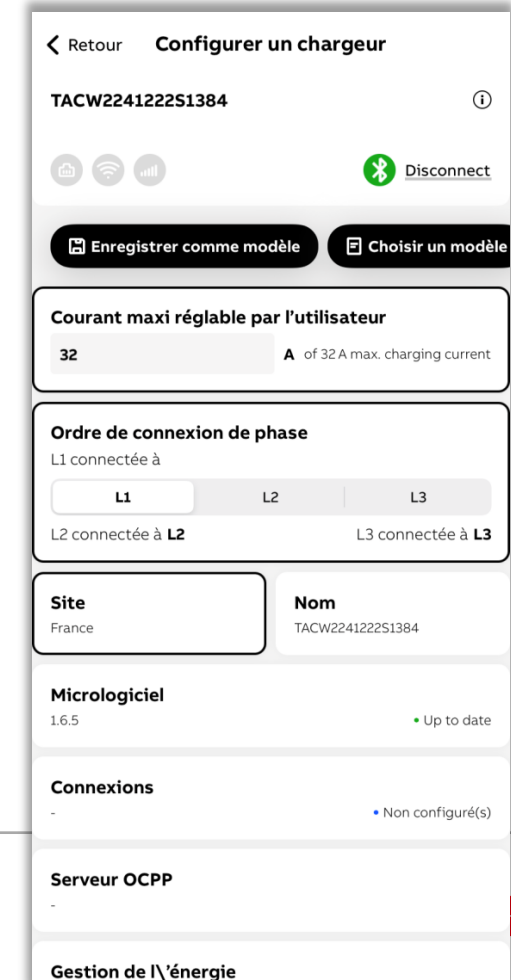 Retour Configurer un chargeur
TACW2241222S1384
Disconnect
Enregistrer comme modèle Choisir un modèle
Courant maxi réglable par l'utilisateur
32 A of 32 A max. charging current
Ordre de connexion de phase
L1 connectée à
L1 L2 L3
L2 connectée à L2 L3 connectée à L3
Site Nom
France TACW2241222S1384
Micrologiciel
1.6.5 • Up to date
Connexions
- • Non configuré(s)
Serveur OCPP
-
Gestion de l\'énergie